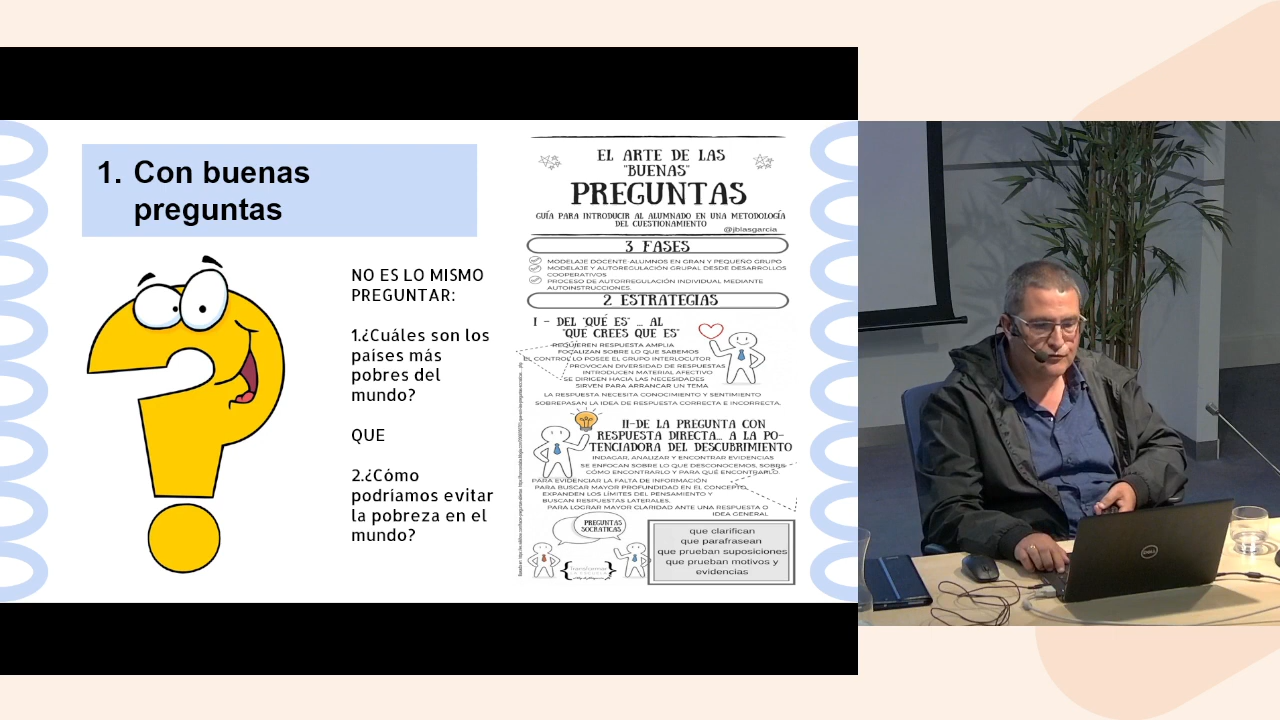 1. Con buenas
preguntas
NO ES LO MISMO
PREGUNTAR:
1.¿Cuáles son los
países más
pobres del
mundo?
QUE
2.¿Cómo
podríamos evitar
la pobreza en el
mundo?
EL ARTE DE LAS
"BUENAS"
PREGUNTAS
GUÍA PARA INTRODUCIR AL ALUMNADO EN UNA METODOLOGÍA
DEL CUESTIONAMIENTO
@jblasgarcia
3 FASES
MODELAJE DOCENTE-ALUMNOS EN GRAN Y PEQUEÑO GRUPO
MODELAJE Y AUTOREGULACIÓN GRUPAL DESDE DESARROLLOS
COOPERATIVOS
PROCESO DE AUTORREGULACIÓN INDIVIDUAL MEDIANTE
AUTOINSTRUCCIONES.
2 ESTRATEGIAS
I - DEL "QUÉ ES" ... AL
"QUE CREES QUE ES"
REQUIEREN RESPUESTA AMPLIA
FOCALIZAN SOBRE LO QUE SABEMOS
EL CONTROL LO POSEE EL GRUPO INTERLOCUTOR
PROVOCAN DIVERSIDAD DE RESPUESTAS
INTRODUCEN MATERIAL AFECTIVO
SE DIRIGEN HACIA LAS NECESIDADES
SIRVEN PARA ARRANCAR UN TEMA
LA RESPUESTA NECESITA CONOCIMIENTO Y SENTIMIENTO
SOBREPASAN LA IDEA DE RESPUESTA CORRECTA E INCORRECTA.
II-DE LA PREGUNTA CON
RESPUESTA DIRECTA... A LA PO-
TENCIADORA DEL DESCUBRIMIENTO
INDAGAR, ANALIZAR Y ENCONTRAR EVIDENCIAS
SE ENFOCAN SOBRE LO QUE DESCONOCEMOS, SOBRE
CÓMO ENCONTRARLO Y PARA QUÉ ENCONTRARLO.
PARA EVIDENCIAR LA FALTA DE INFORMACIÓN
PARA BUSCAR MAYOR PROFUNDIDAD EN EL CONCEPTO
EXPANDEN LOS LÍMITES DEL PENSAMIENTO Y
BUSCAN RESPUESTAS LATERALES.
PARA LOGRAR MAYOR CLARIDAD ANTE UNA RESPUESTA O
IDEA GENERAL
PREGUNTAS
SOCRÁTICAS
que clarifican
que parafrasean
que prueban suposiciones
que prueban motivos y
evidencias
DELL